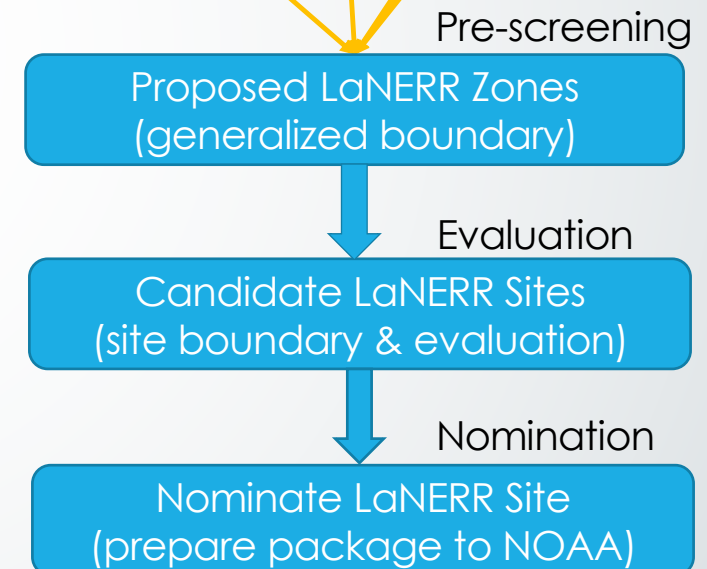 Pre-screening
Proposed LaNERR Zones
(generalized boundary)
Evaluation
Candidate LaNERR Sites
(site boundary & evaluation)
Nomination
Nominate LaNERR Site
(prepare package to NOAA)